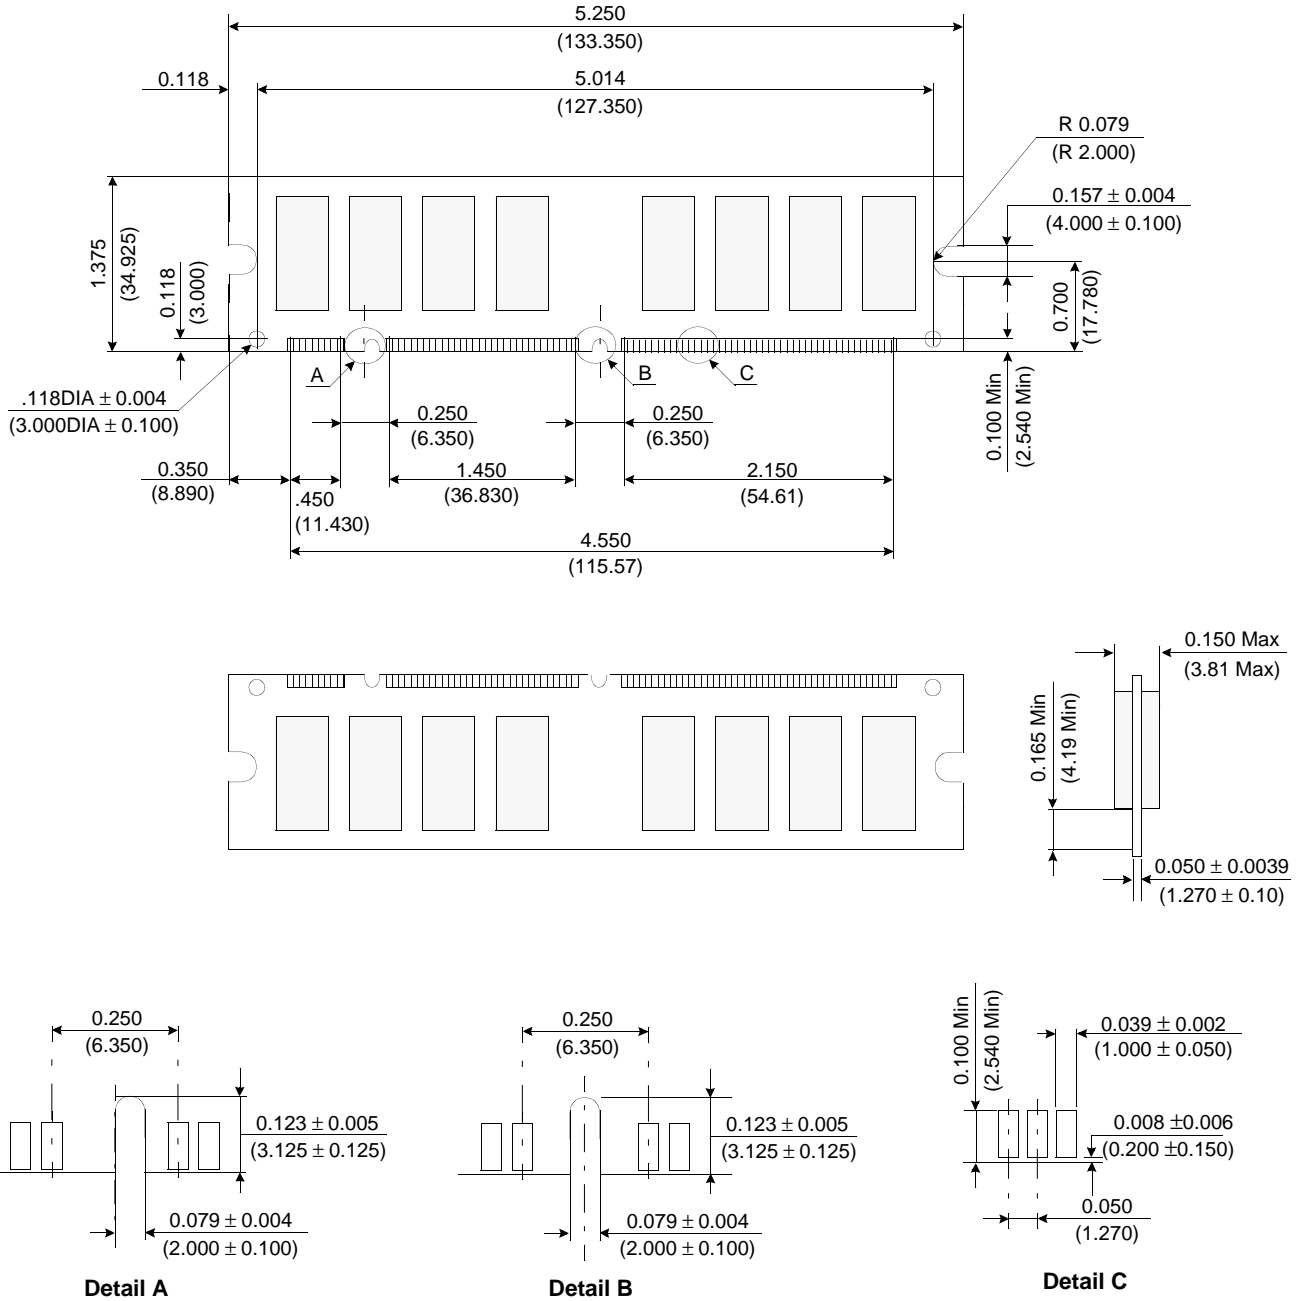 5.250
(133.350)
0.118
5.014
(127.350)
R 0.079
(R 2.000)
0.157 ± 0.004
(4.000 ± 0.100)
1.375
(34.925)
0.118
(3.000)
0.700
(17.780)
A
B
C
.118DIA ± 0.004
(3.000DIA ± 0.100)
0.250
(6.350)
0.250
(6.350)
0.100 Min
(2.540 Min)
0.350
(8.890)
.450
(11.430)
1.450
(36.830)
2.150
(54.61)
4.550
(115.57)
0.150 Max
(3.81 Max)
0.165 Min
(4.19 Min)
0.050 ± 0.0039
(1.270 ± 0.10)
0.250
(6.350)
0.123 ± 0.005
(3.125 ± 0.125)
0.079 ± 0.004
(2.000 ± 0.100)
Detail A
0.250
(6.350)
0.123 ± 0.005
(3.125 ± 0.125)
0.079 ± 0.004
(2.000 ± 0.100)
Detail B
0.100 Min
(2.540 Min)
0.039 ± 0.002
(1.000 ± 0.050)
0.008 ±0.006
(0.200 ±0.150)
0.050
(1.270)
Detail C